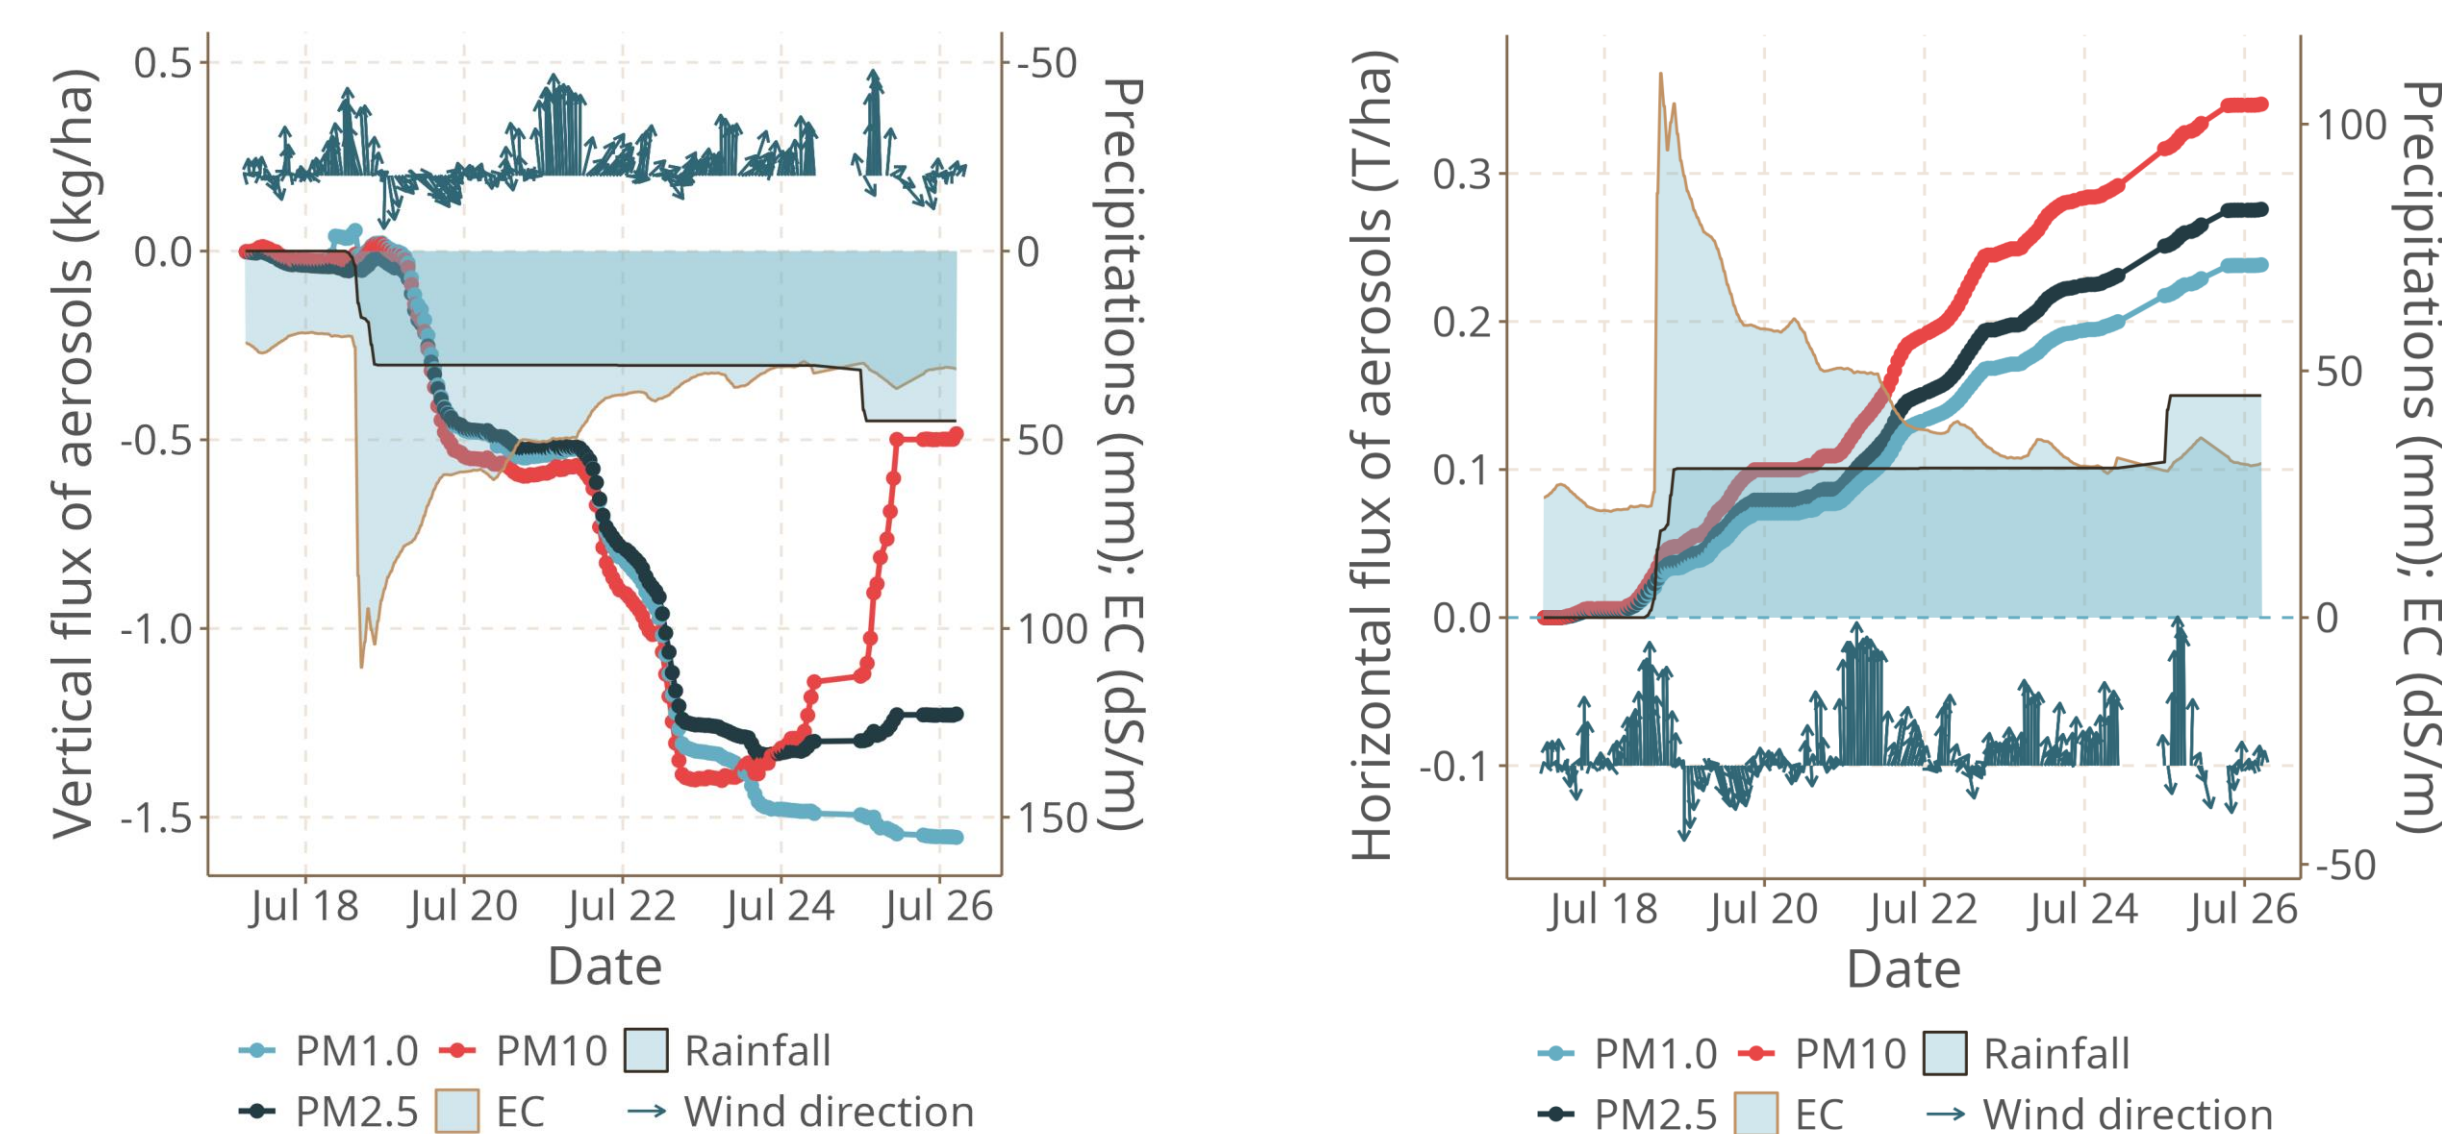 Vertical flux of aerosols (kg/ha)
0.5
0.0
-0.5
-1.0
-1.5
-50
0
50
100
150
Precipitations (mm); EC (dS/m)
Jul 18 Jul 20 Jul 22 Jul 24 Jul 26
Date
PM1.0 PM10 Rainfall
PM2.5 EC Wind direction
Horizontal flux of aerosols (T/ha)
0.3
0.2
0.1
0.0
-0.1
100
50
0
-50
Precipitations (mm); EC (dS/m)
Jul 18 Jul 20 Jul 22 Jul 24 Jul 26
Date
PM1.0 PM10 Rainfall
PM2.5 EC Wind direction